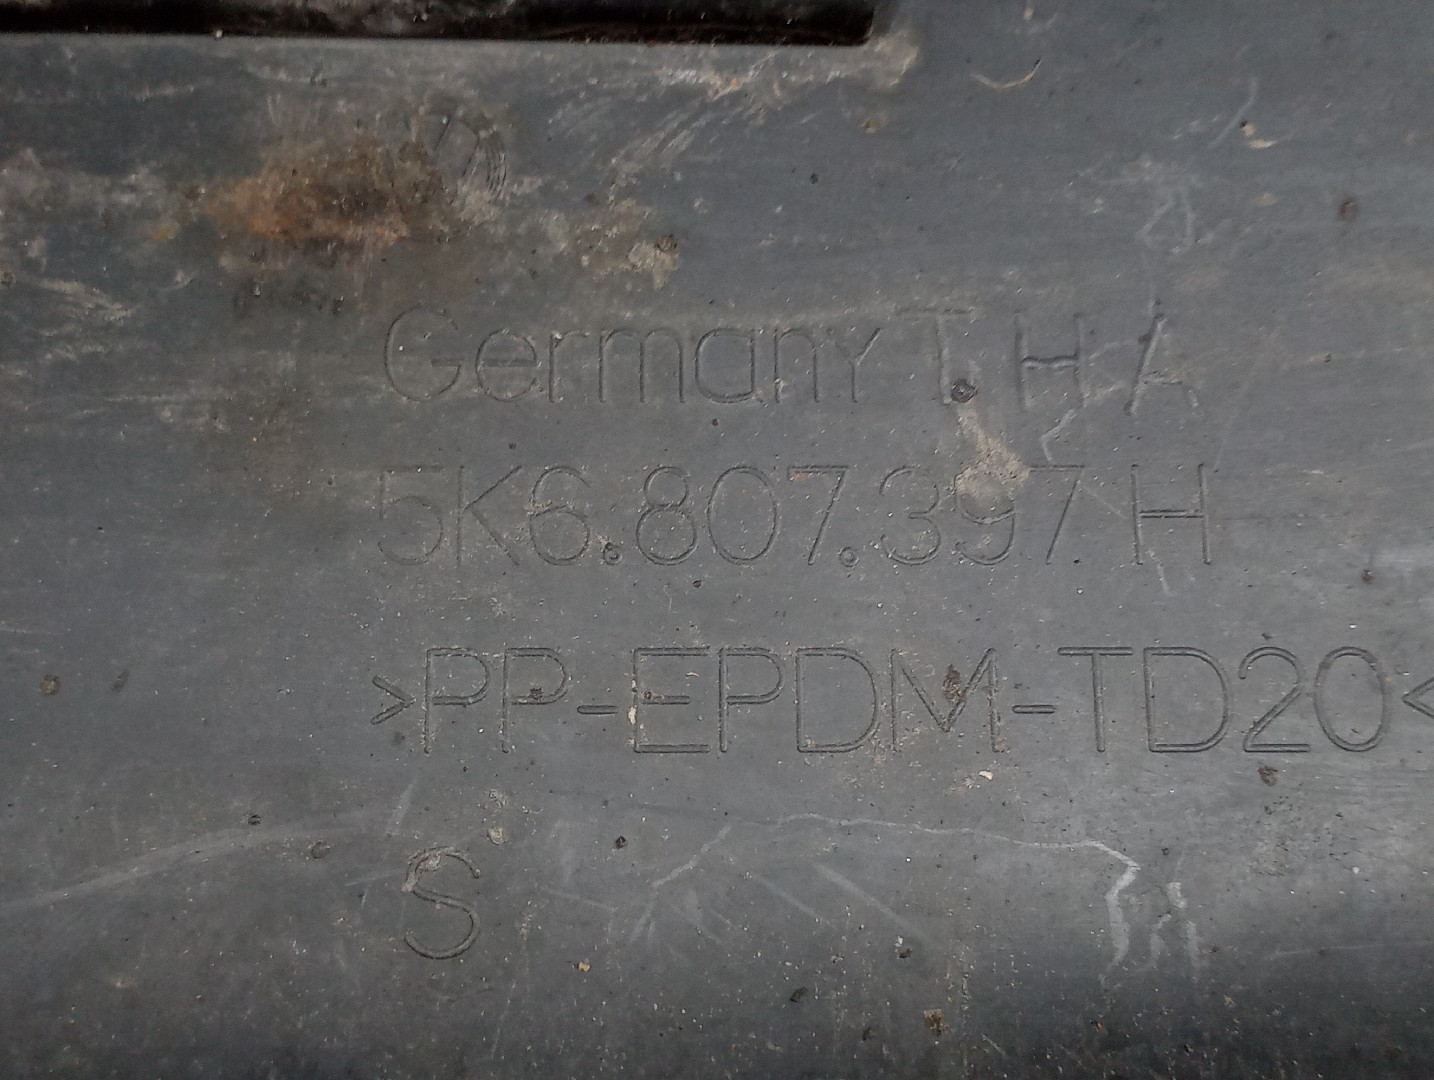 Germany T.H A
5K6.807.397 H
>PP-EPDM-TD20<
S